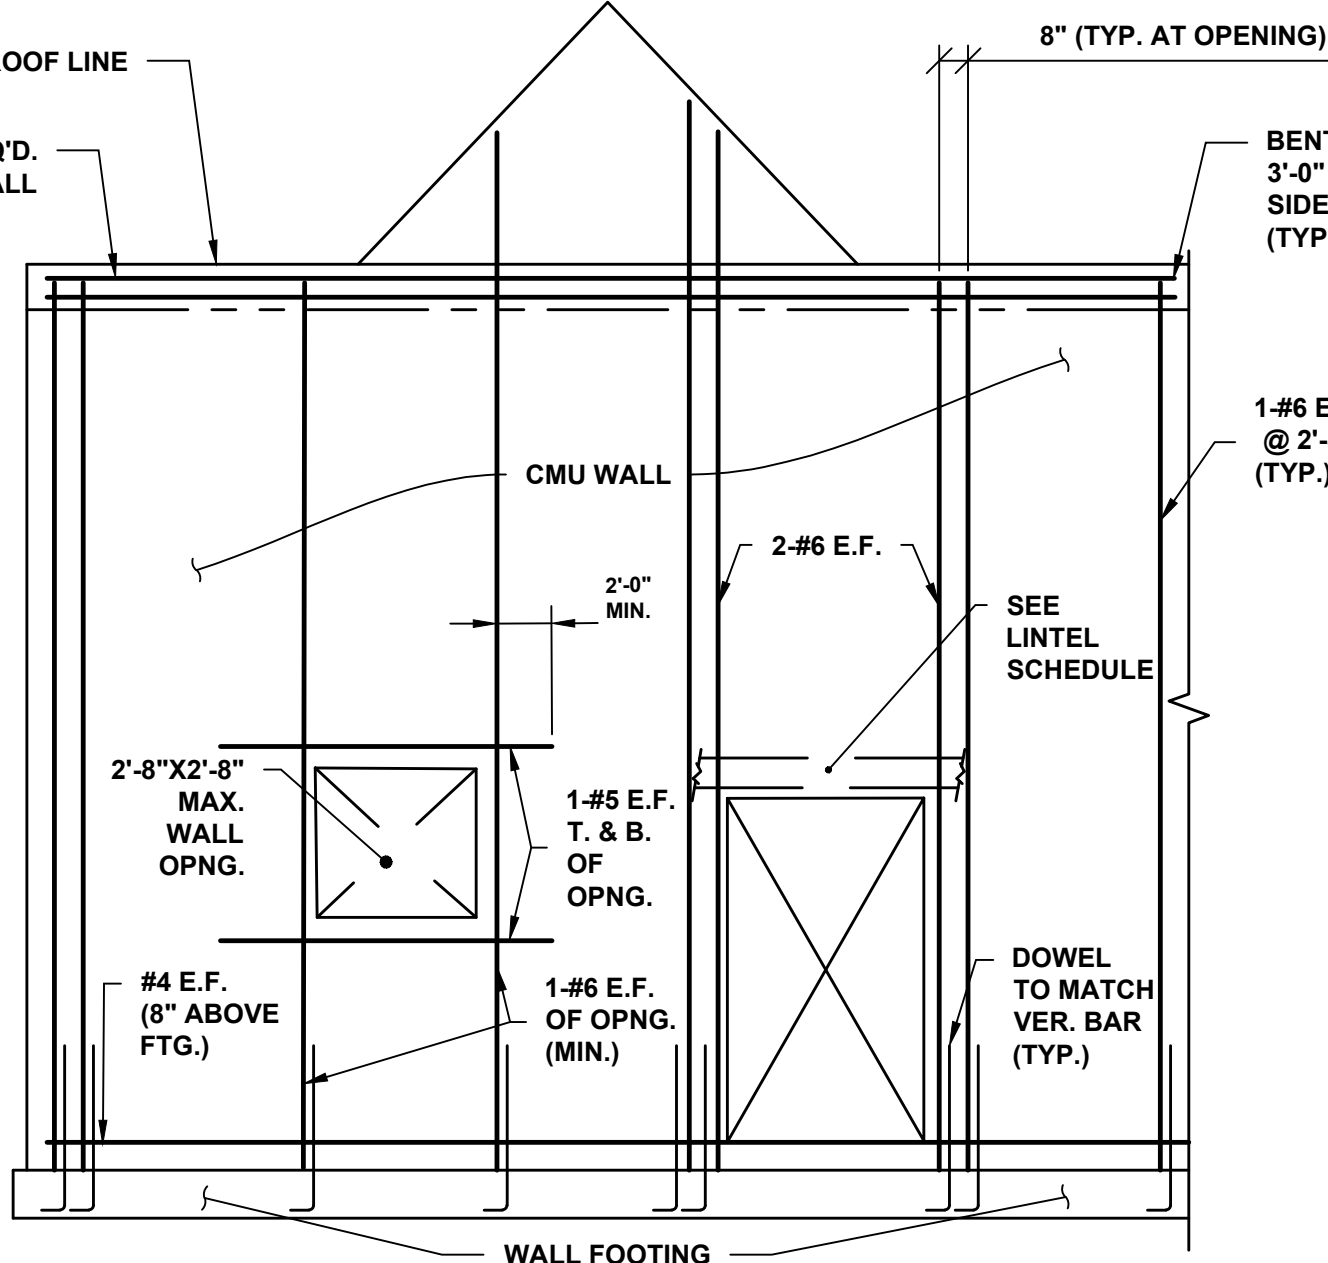 8" (TYP. AT OPENING)
ROOF LINE
Q'D.
ALL
BENT
3'-0"
SIDE
(TYP
1-#6 E
@ 2'-
(TYP.)
CMU WALL
2-#6 E.F.
2'-0"
MIN.
SEE
LINTEL
SCHEDULE
2'-8"X2'-8"
MAX.
WALL
OPNG.
1-#5 E.F.
T. & B.
OF
OPNG.
#4 E.F.
(8" ABOVE
FTG.)
1-#6 E.F.
OF OPNG.
(MIN.)
DOWEL
TO MATCH
VER. BAR
(TYP.)
WALL FOOTING